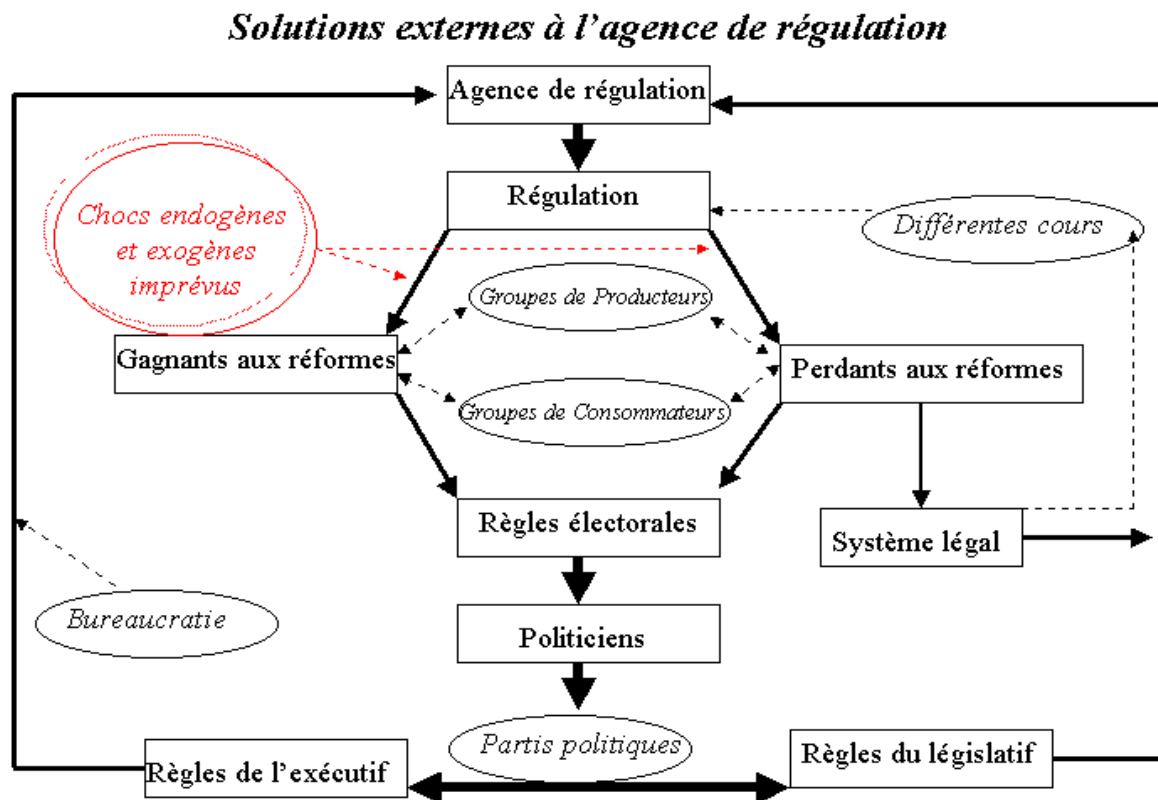 Solutions externes à l'agence de régulation
Agence de régulation
Régulation
Chocs endogènes
et exogènes
imprévus
Différentes cours
Groupes de Producteurs
Gagnants aux réformes
Perdants aux réformes
Groupes de Consommateurs
Règles électorales
Système légal
Bureaucratie
Politiciens
Partis politiques
Règles de l'exécutif
Règles du législatif